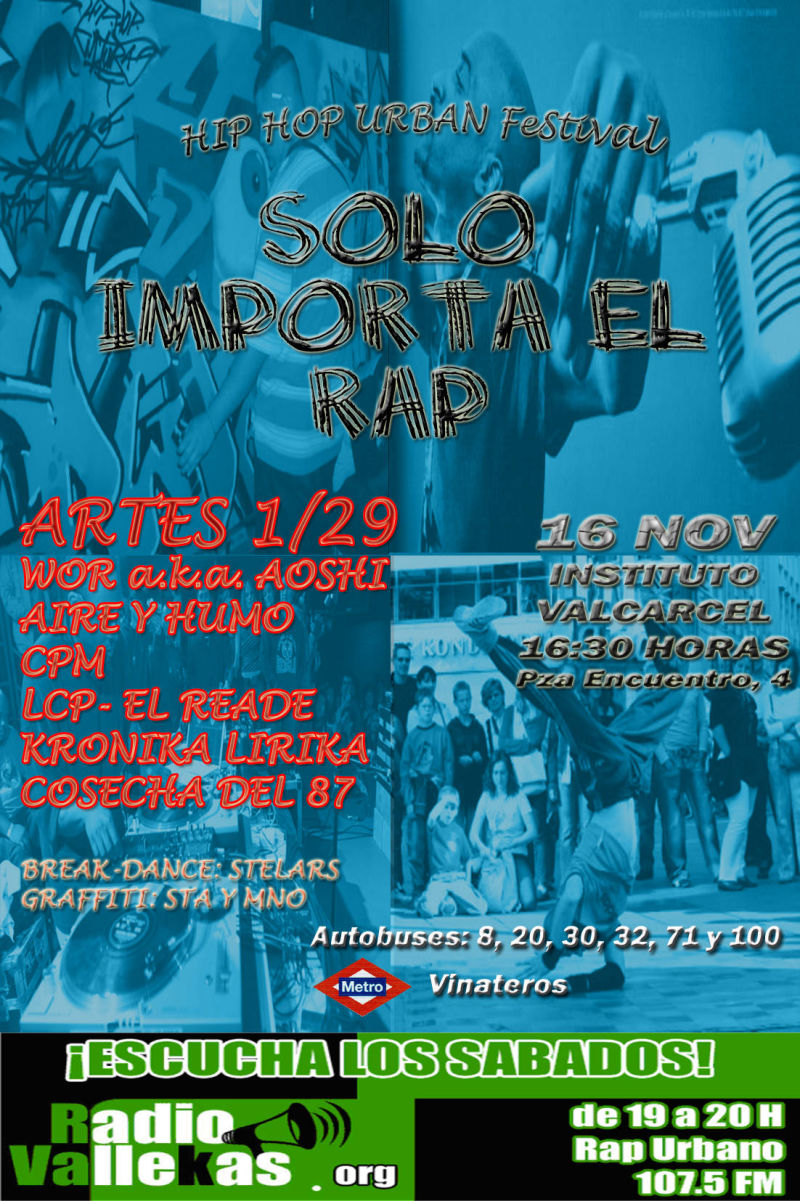 HIP HOP URBAN FeStival
SOLO
IMPORTA EL
RAP
ARTES 1/29
WOR a.k.a. AOSHI
AIRE Y HUMO
CPM
LCP- EL READE
KRONIKA LIRIKA
COSECHA DEL 87
BREAK-DANCE: STELARS
GRAFFITI: STA Y MNO
16 NOV
INSTITUTO
VALCARCEL
16:30 HORAS
Pza Encuentro, 4
Autobuses: 8, 20, 30, 32, 71 y 100
Metro Vinateros
¡ESCUCHA LOS SABADOS!
Radio
Vallekas.org
de 19 a 20 H
Rap Urbano
107.5 FM